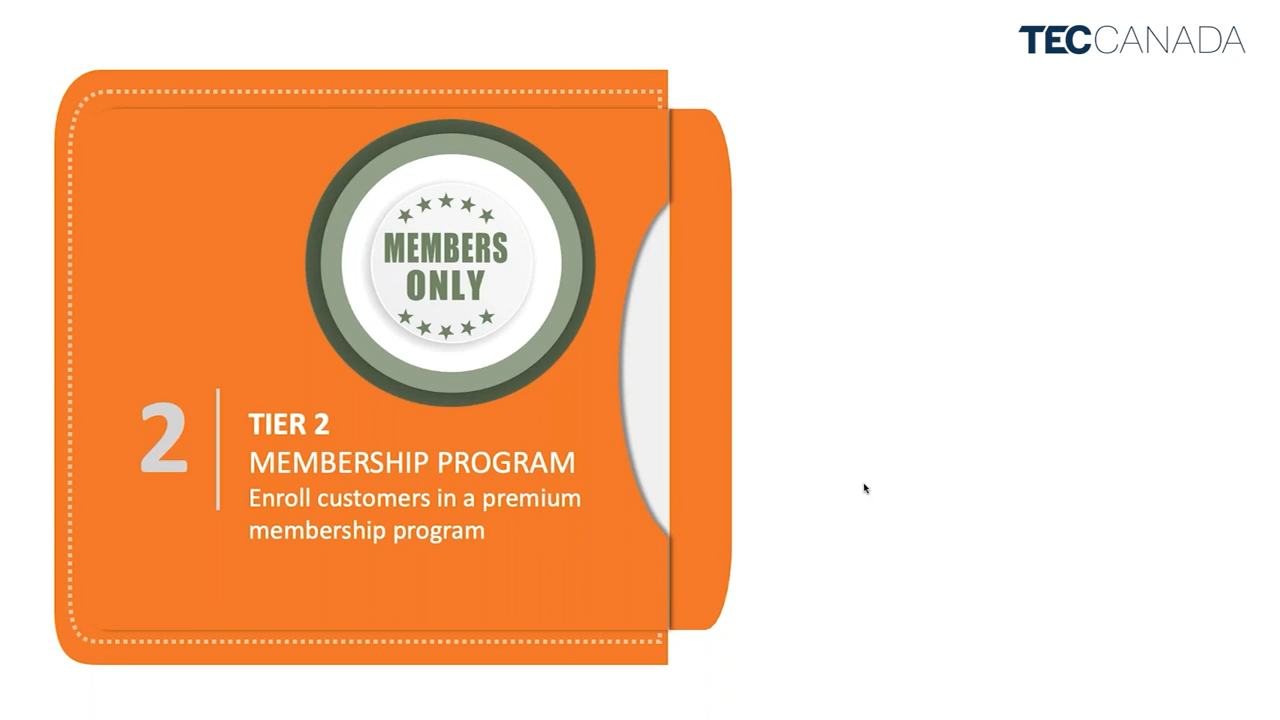 TECCANADA
MEMBERS
ONLY
2
TIER 2
MEMBERSHIP PROGRAM
Enroll customers in a premium
membership program